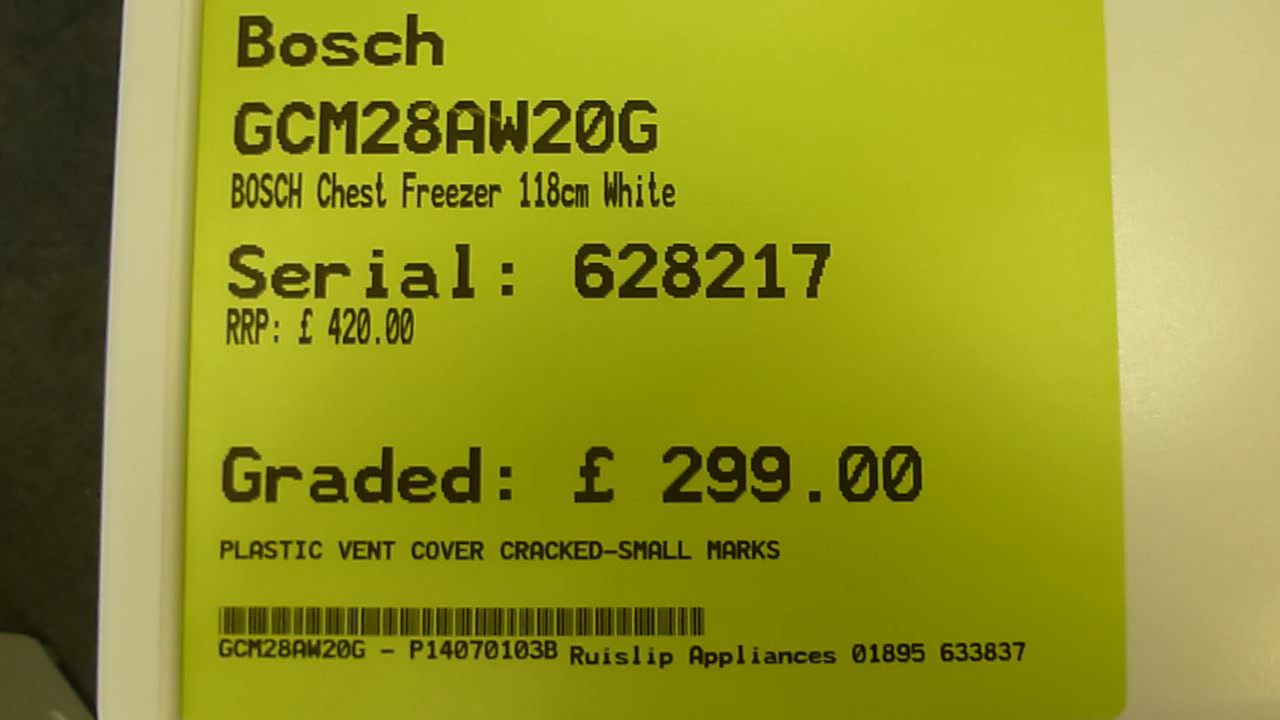 Bosch
GCM28AW20G
BOSCH Chest Freezer 118cm White
Serial: 628217
RRP: £ 420.00
Graded: £ 299.00
PLASTIC VENT COVER CRACKED-SMALL MARKS
GCM28AW20G - P14070103B Ruislip Appliances 01895 633837